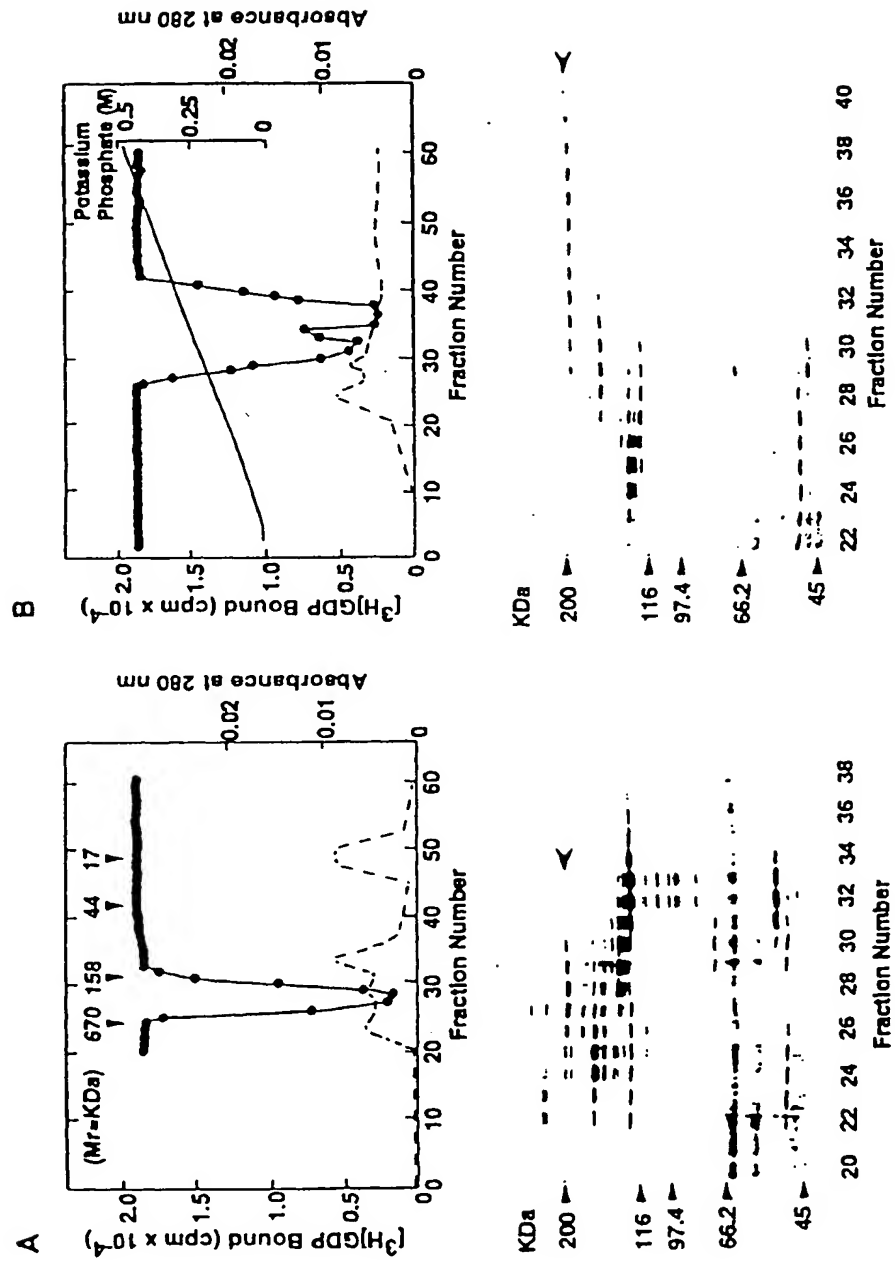 A
(Mr=KDa)
670 158 44 17
[³H]GDP Bound (cpm x 10⁻⁴)
2.0
1.5
1.0
0.5
0
Absorbance at 280 nm
0.02
0.01
0
0 10 20 30 40 50 60
Fraction Number
KDa
200
116
97.4
66.2
45
20 22 24 26 28 30 32 34 36 38
Fraction Number
B
[³H]GDP Bound (cpm x 10⁻⁴)
2.0
1.5
1.0
0.5
0
Potassium
Phosphate (M)
0.5
0.25
0
Absorbance at 280 nm
0.02
0.01
0
0 10 20 30 40 50 60
Fraction Number
KDa
200
116
97.4
66.2
45
22 24 26 28 30 32 34 36 38 40
Fraction Number